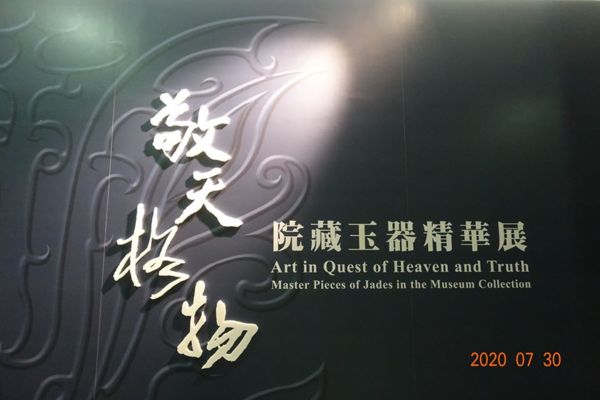 敬天格物
院藏玉器精華展
Art in Quest of Heaven and Truth
Master Pieces of Jades in the Museum Collection
2020 07 30